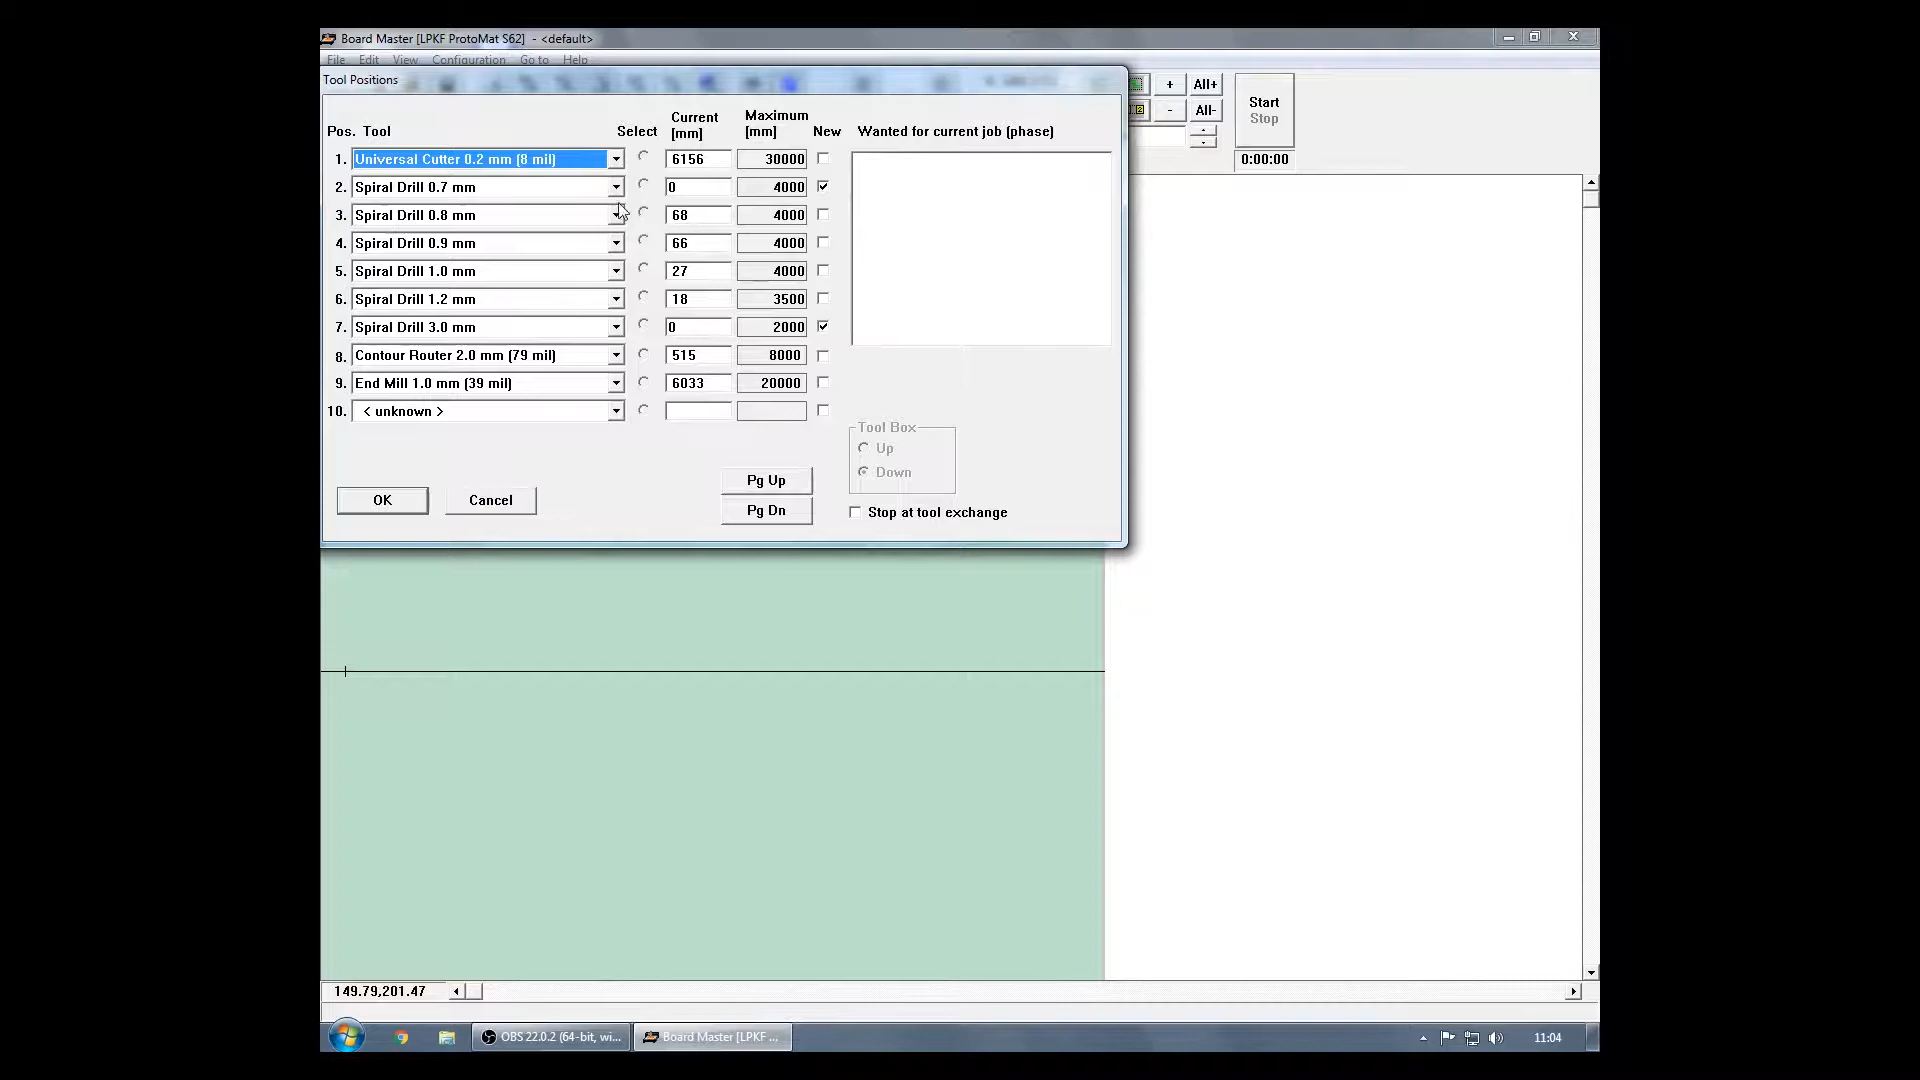 Board Master [LPKF ProtoMat S62] - <default>
File Edit View Configuration Go to Help
Tool Positions
+ All+
- All-
Start
Stop
0:00:00
Pos. Tool Select Current [mm] Maximum [mm] New Wanted for current job (phase)
1. Universal Cutter 0.2 mm (8 mil) 6156 30000
2. Spiral Drill 0.7 mm 0 4000
3. Spiral Drill 0.8 mm 68 4000
4. Spiral Drill 0.9 mm 66 4000
5. Spiral Drill 1.0 mm 27 4000
6. Spiral Drill 1.2 mm 18 3500
7. Spiral Drill 3.0 mm 0 2000
8. Contour Router 2.0 mm (79 mil) 515 8000
9. End Mill 1.0 mm (39 mil) 6033 20000
10. < unknown >
Tool Box
Up
Down
Pg Up
Pg Dn
OK Cancel
Stop at tool exchange
149.79,201.47
OBS 22.0.2 (64-bit, wi... Board Master [LPKF ... 11:04